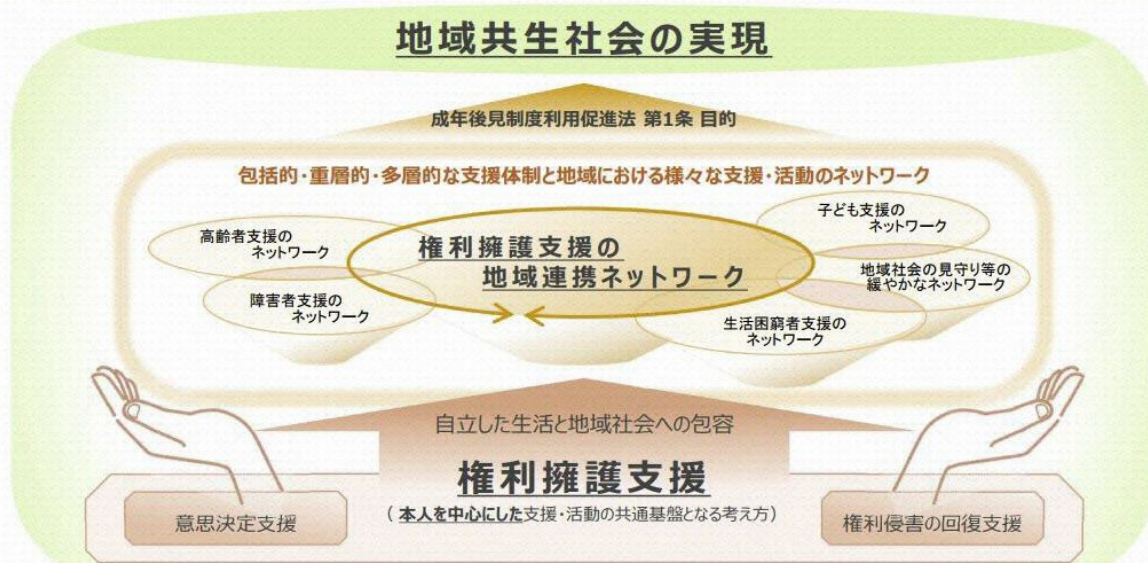 地域共生社会の実現
成年後見制度利用促進法 第1条 目的
包括的・重層的・多層的な支援体制と地域における様々な支援・活動のネットワーク
高齢者支援の
ネットワーク
障害者支援の
ネットワーク
権利擁護支援の
地域連携ネットワーク
子ども支援の
ネットワーク
地域社会の見守り等の
緩やかなネットワーク
生活困窮者支援の
ネットワーク
自立した生活と地域社会への包容
権利擁護支援
（本人を中心にした支援・活動の共通基盤となる考え方）
意思決定支援
権利侵害の回復支援